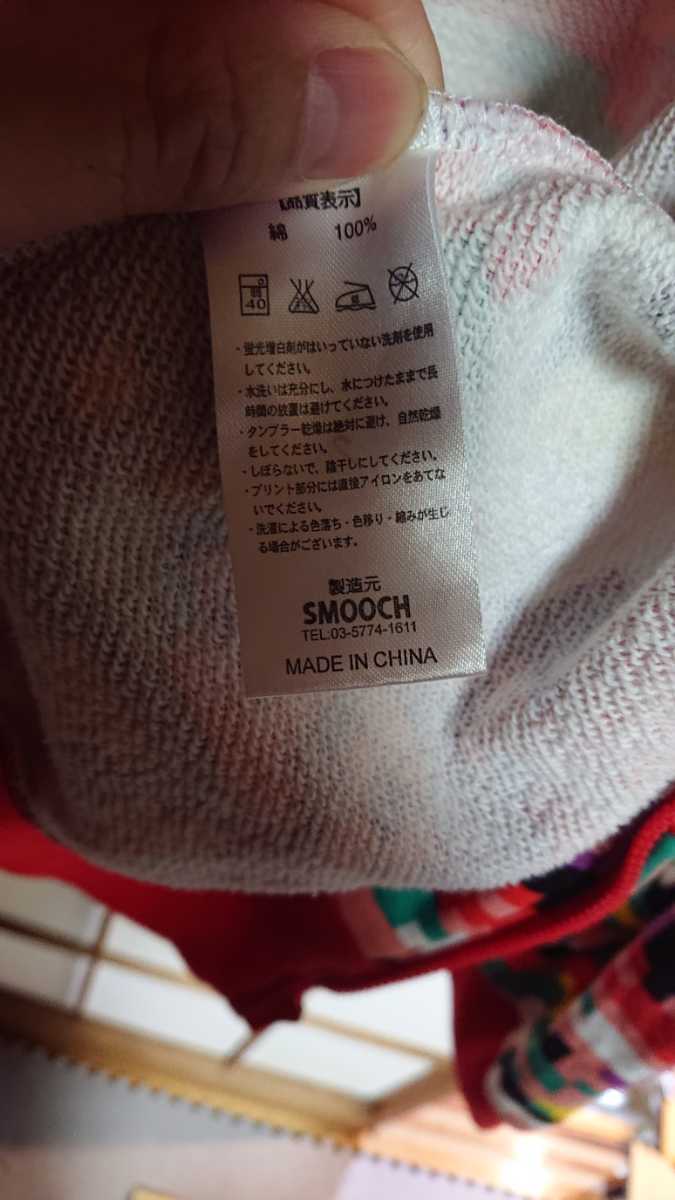 【品質表示】
綿 100%
弱
40
・蛍光増白剤がはいっていない洗剤を使用
してください。
・水洗いは充分にし、水につけたままで長
時間の放置は避けてください。
・タンブラー乾燥は絶対に避け、自然乾燥
をしてください。
・しぼらないで、陰干しにしてください。
・プリント部分には直接アイロンをあてな
いでください。
・洗濯による色落ち・色移り・縮みが生じ
る場合がございます。
製造元
SMOOCH
TEL:03-5774-1611
MADE IN CHINA